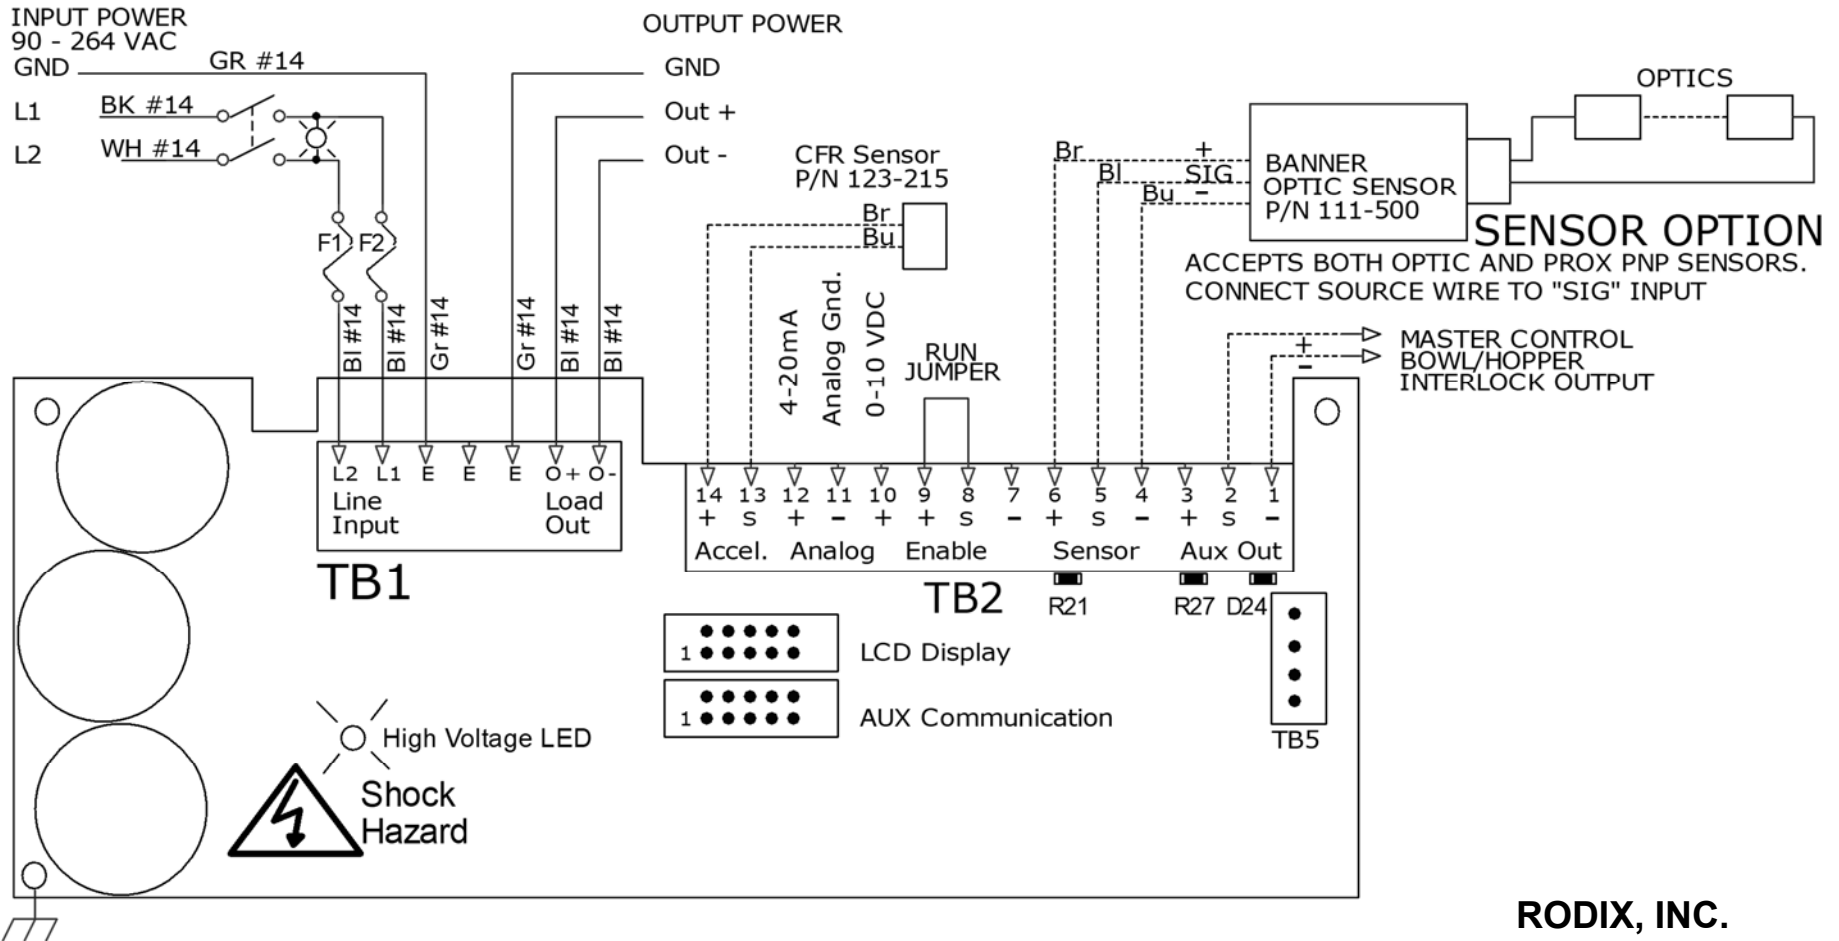 INPUT POWER
90 - 264 VAC
GND
GR #14
L1
BK #14
L2
WH #14
F1
F2
Bl #14
Bl #14
Gr #14
OUTPUT POWER
GND
Out +
Out -
Gr #14
Bl #14
Bl #14
CFR Sensor
P/N 123-215
Br
Bu
4-20mA
Analog Gnd.
0-10 VDC
RUN
JUMPER
OPTICS
Br
+
Bl
SIG
Bu
-
BANNER
OPTIC SENSOR
P/N 111-500
SENSOR OPTION
ACCEPTS BOTH OPTIC AND PROX PNP SENSORS.
CONNECT SOURCE WIRE TO "SIG" INPUT
+
-
MASTER CONTROL
BOWL/HOPPER
INTERLOCK OUTPUT
L2 L1 E E E O+ O-
Line
Input
Load
Out
TB1
14 13 12 11 10 9 8 7 6 5 4 3 2 1
+ S + - + + S - + S - + S -
Accel. Analog Enable Sensor Aux Out
TB2
R21
R27
D24
1
LCD Display
1
AUX Communication
TB5
High Voltage LED
Shock
Hazard
RODIX, INC.